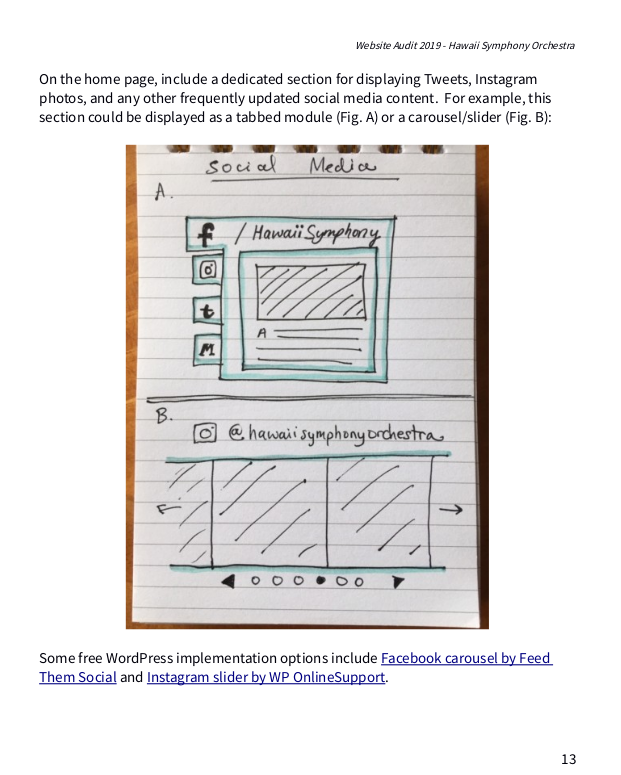 Website Audit 2019 - Hawaii Symphony Orchestra
On the home page, include a dedicated section for displaying Tweets, Instagram
photos, and any other frequently updated social media content.  For example, this
section could be displayed as a tabbed module (Fig. A) or a carousel/slider (Fig. B):
Social Media
A.
f / HawaiiSymphony
t
A
M
B.
@hawaiisymphonyorchestra
Some free WordPress implementation options include Facebook carousel by Feed
Them Social and Instagram slider by WP OnlineSupport.
13